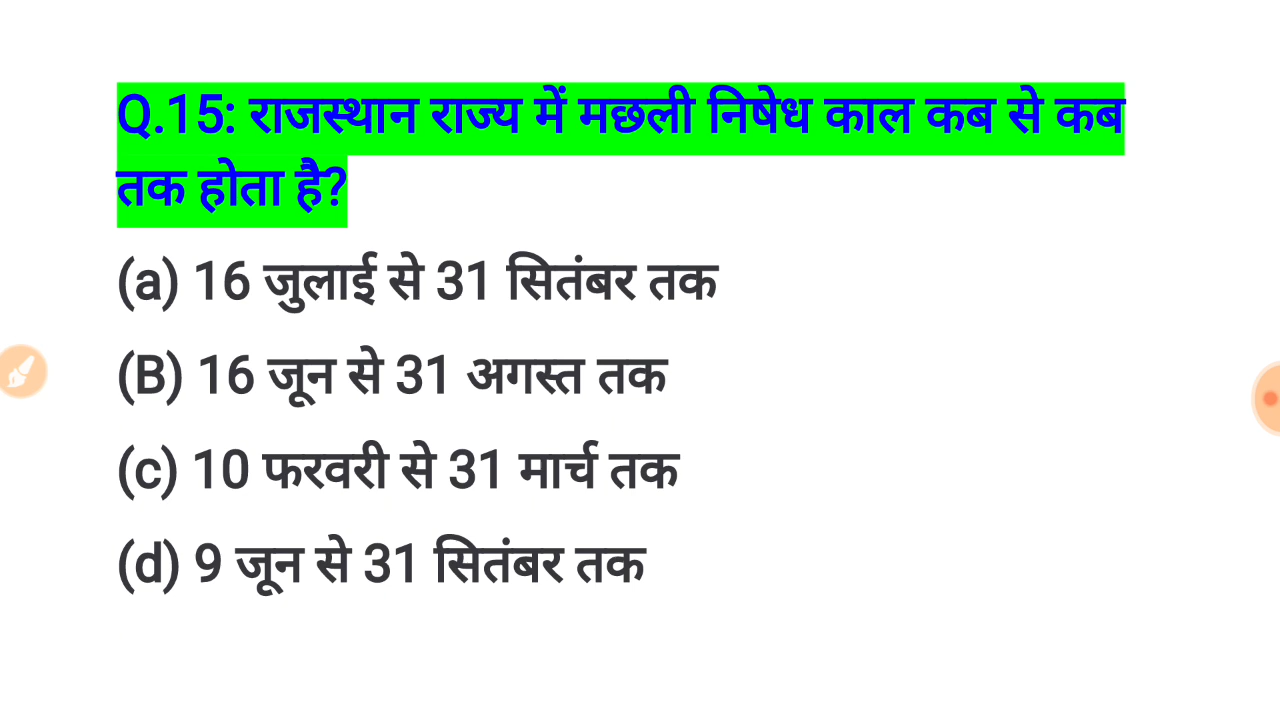 Q.15: राजस्थान राज्य में मछली निषेध काल कब से कब
तक होता है?
(a) 16 जुलाई से 31 सितंबर तक
(B) 16 जून से 31 अगस्त तक
(c) 10 फरवरी से 31 मार्च तक
(d) 9 जून से 31 सितंबर तक